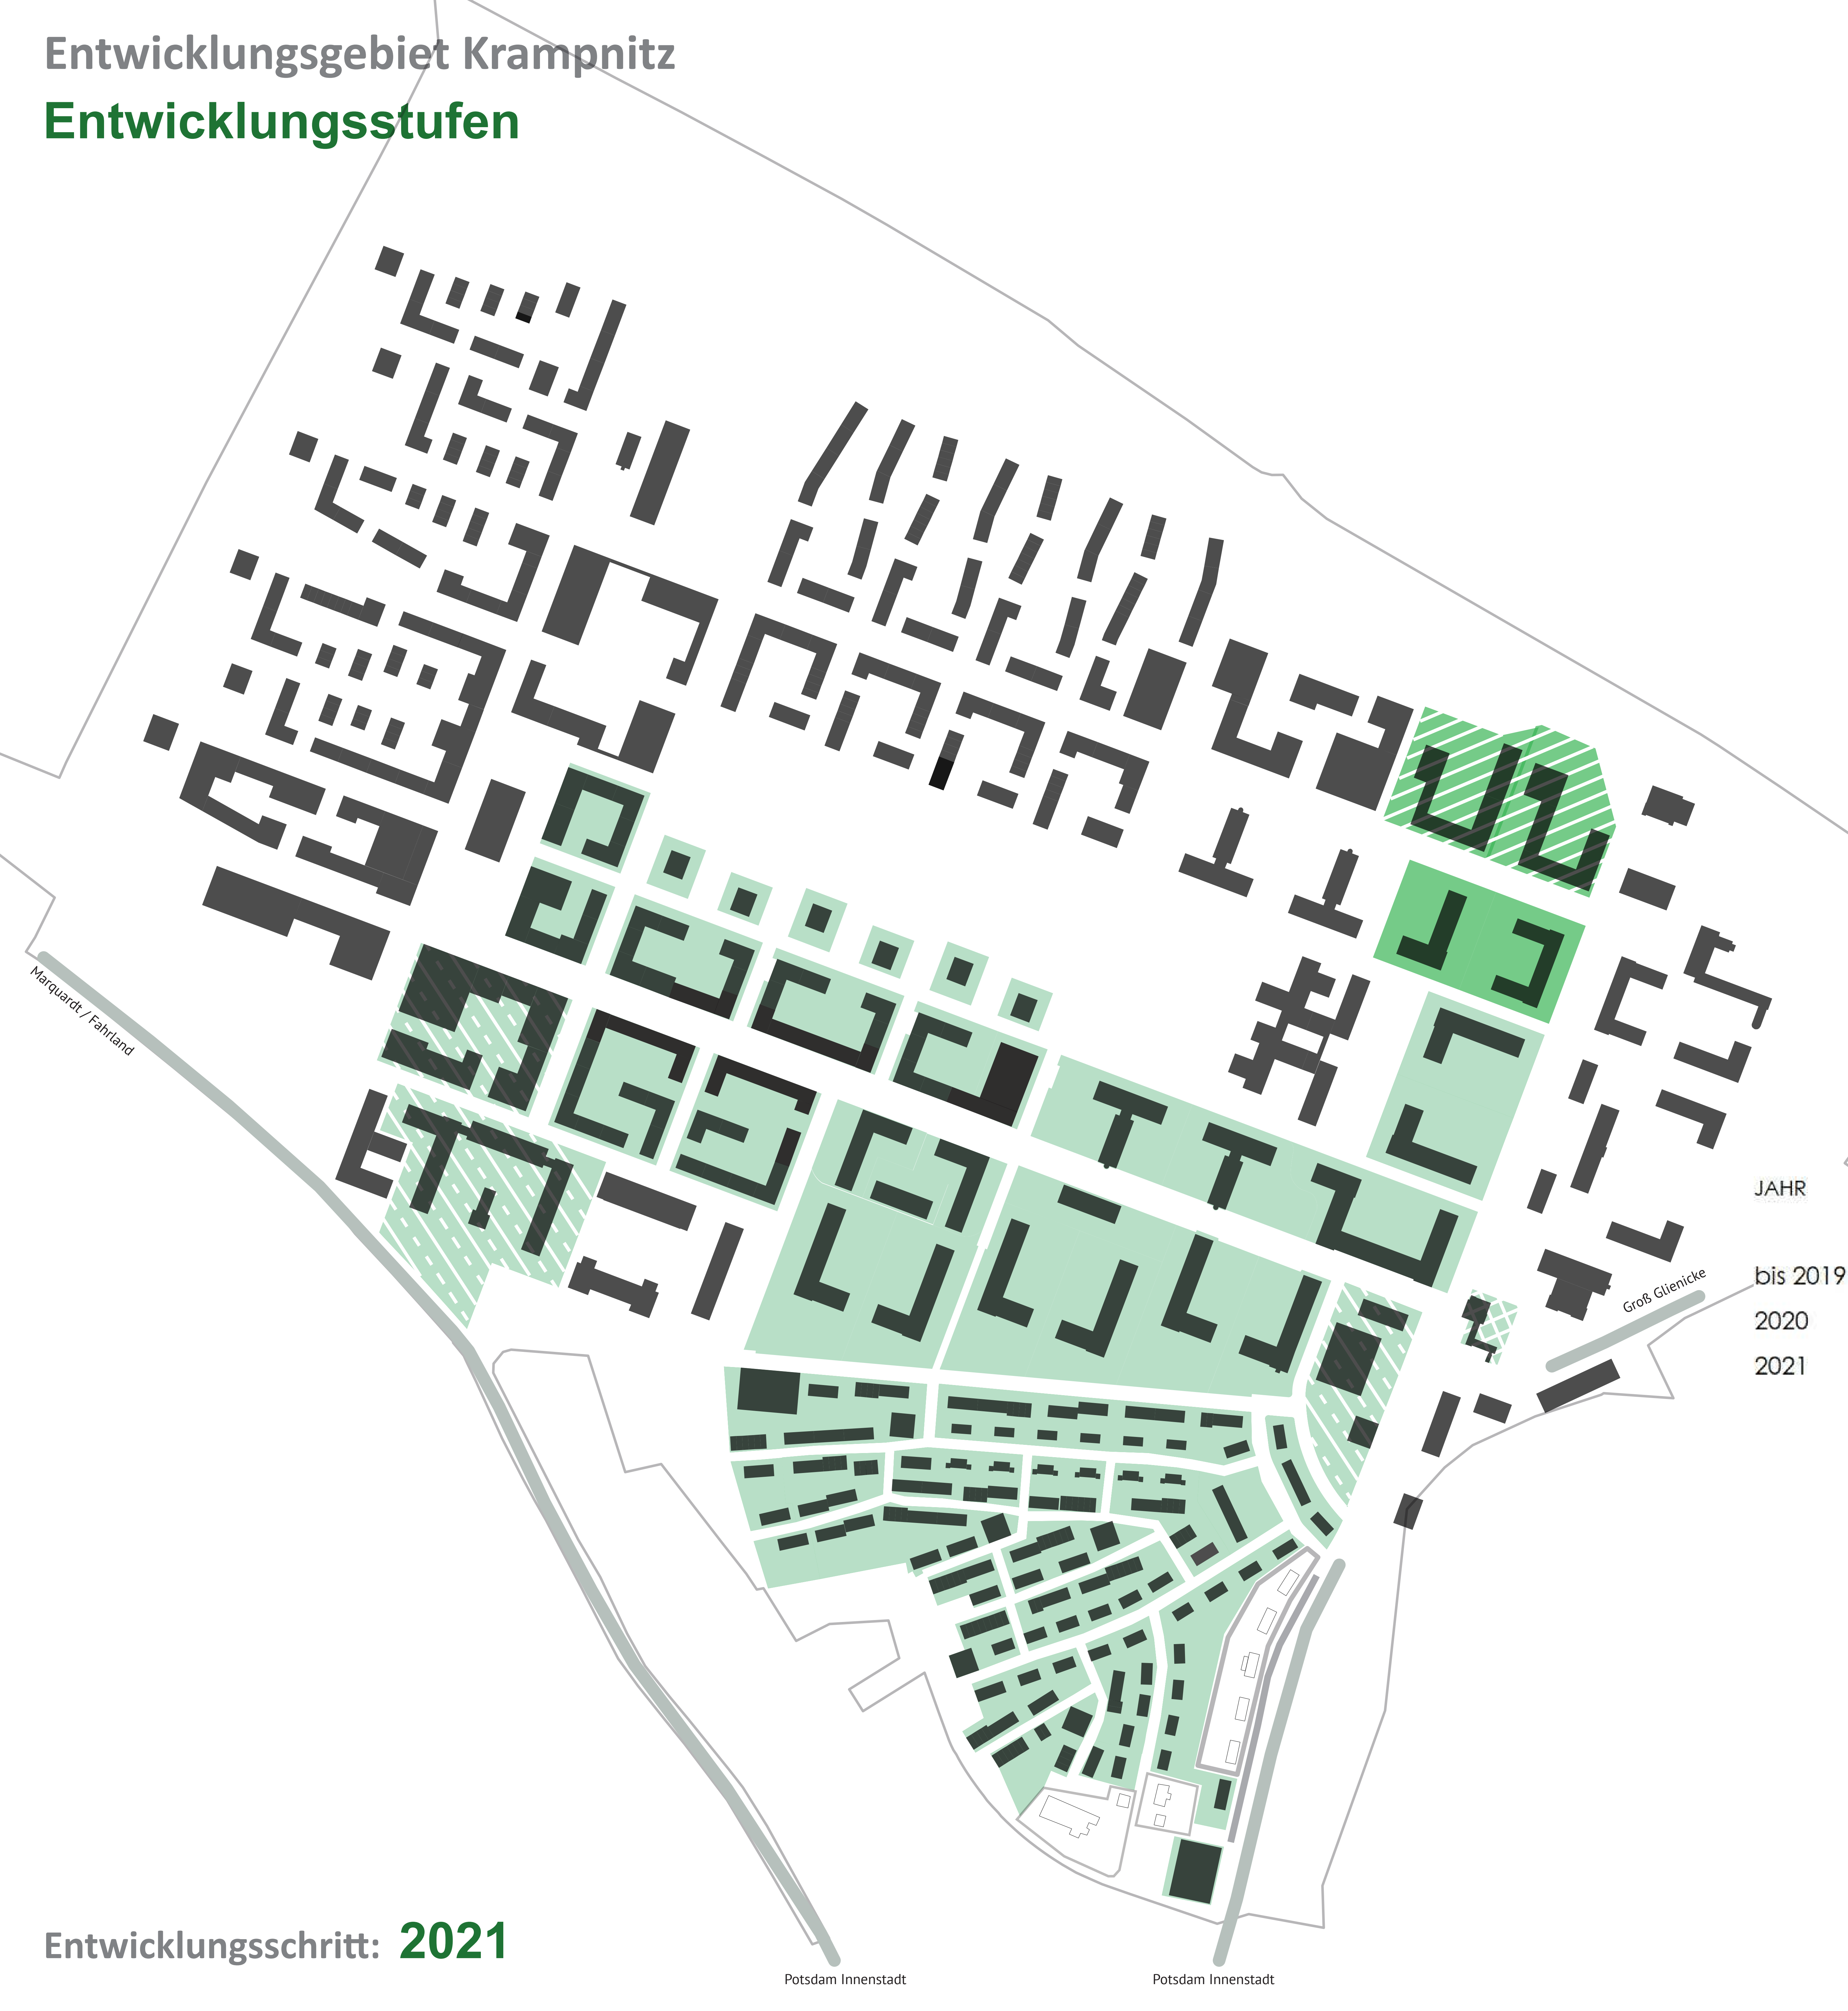 Entwicklungsgebiet Krampnitz
Entwicklungsstufen
Marquardt / Fahrland
JAHR
bis 2019
Groß Glienicke
2020
2021
Entwicklungsschritt: 2021
Potsdam Innenstadt
Potsdam Innenstadt